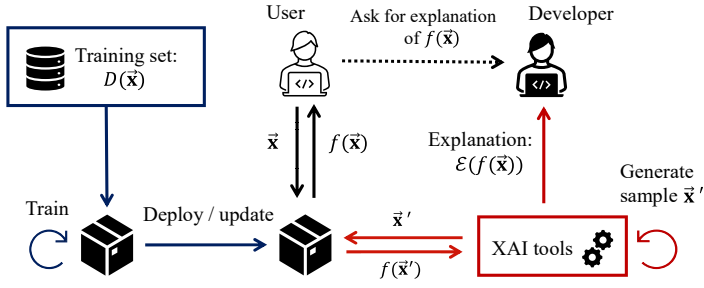 User
Developer
Training set:
D(x⃗)
Ask for explanation
of f(x⃗)
</>
</>
x⃗
f(x⃗)
Explanation:
ℰ(f(x⃗))
Generate
sample x⃗ ′
Train
Deploy / update
x⃗ ′
f(x⃗′)
XAI tools